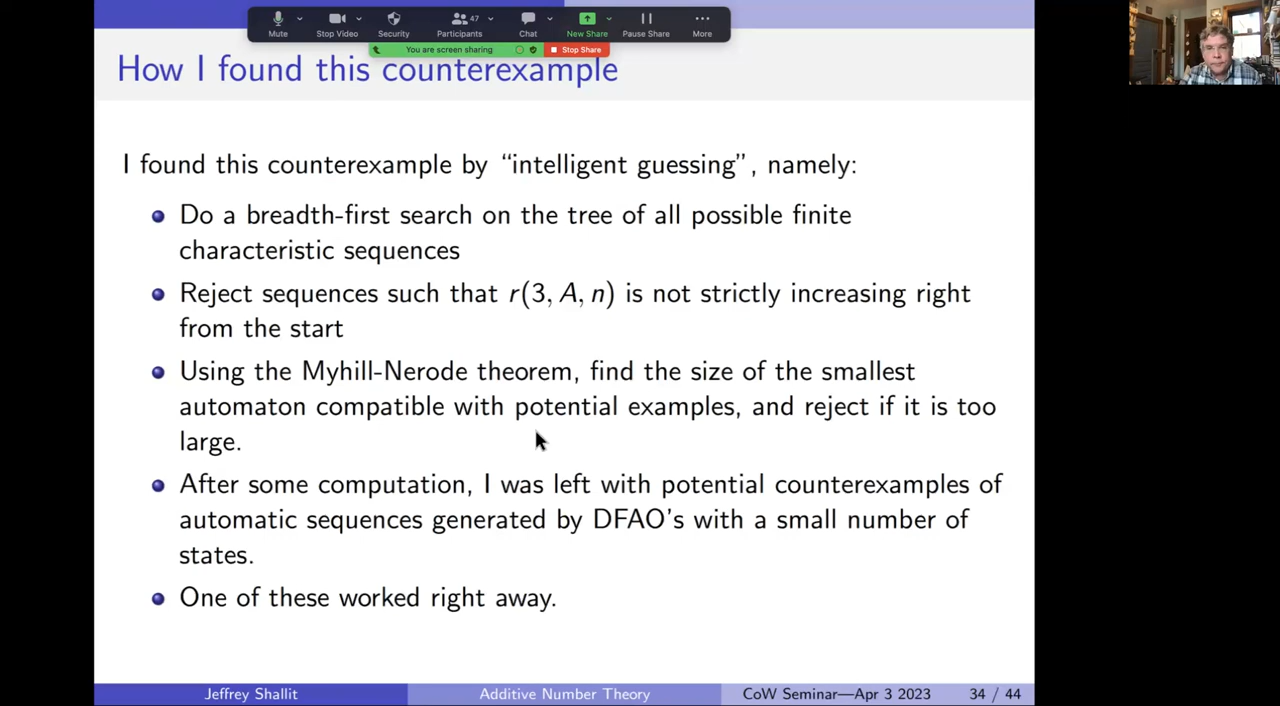 47
Mute
Stop Video
Security
Participants
Chat
New Share
Pause Share
More
You are screen sharing
Stop Share
How I found this counterexample
I found this counterexample by “intelligent guessing”, namely:
Do a breadth-first search on the tree of all possible finite
characteristic sequences
Reject sequences such that r(3, A, n) is not strictly increasing right
from the start
Using the Myhill-Nerode theorem, find the size of the smallest
automaton compatible with potential examples, and reject if it is too
large.
After some computation, I was left with potential counterexamples of
automatic sequences generated by DFAO's with a small number of
states.
One of these worked right away.
Jeffrey Shallit
Additive Number Theory
CoW Seminar—Apr 3 2023
34 / 44